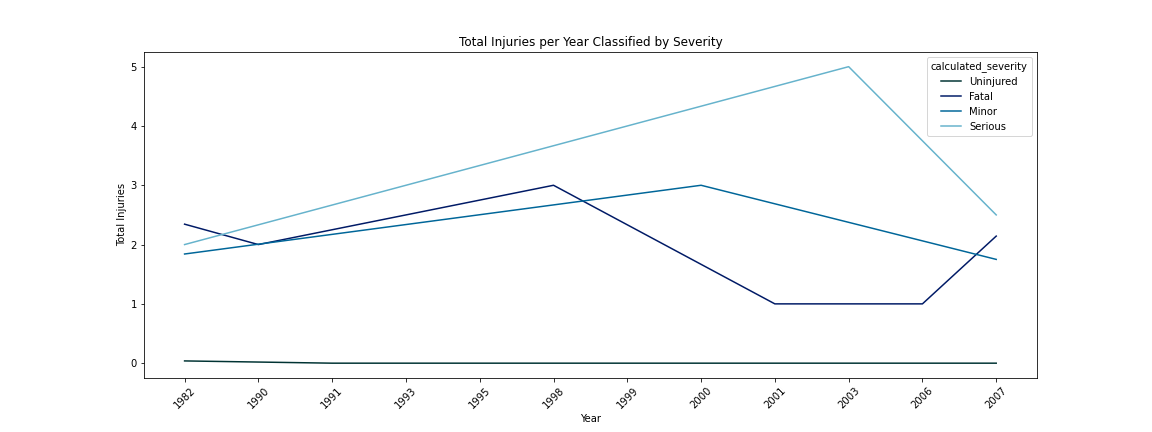 Total Injuries per Year Classified by Severity
calculated_severity
Uninjured
Fatal
Minor
Serious
Total Injuries
5
4
3
2
1
0
1982
1990
1991
1993
1995
1998
1999
2000
2001
2003
2006
2007
Year